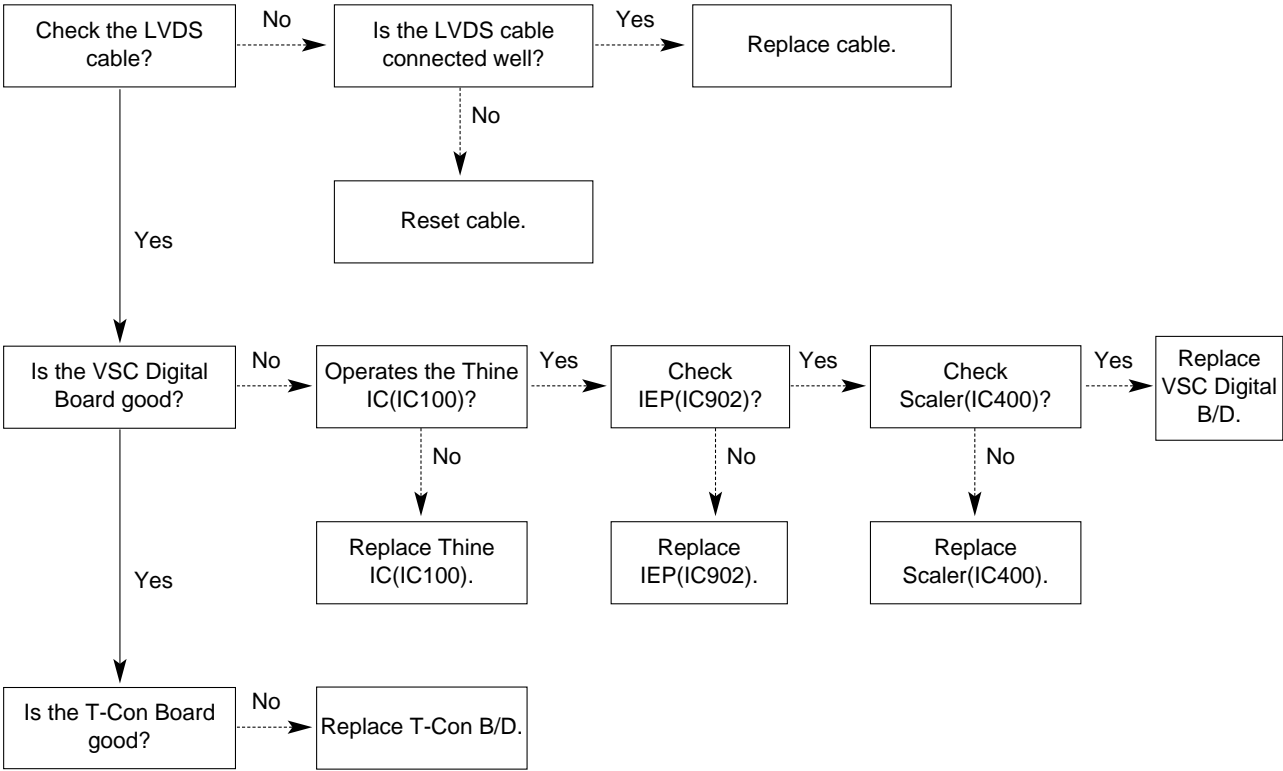 Check the LVDS
cable?
No
Is the LVDS cable
connected well?
Yes
Replace cable.
No
Reset cable.
Yes
Is the VSC Digital
Board good?
No
Operates the Thine
IC(IC100)?
Yes
Check
IEP(IC902)?
Yes
Check
Scaler(IC400)?
Yes
Replace
VSC Digital
B/D.
No
No
No
Replace Thine
IC(IC100).
Replace
IEP(IC902).
Replace
Scaler(IC400).
Yes
Is the T-Con Board
good?
No
Replace T-Con B/D.